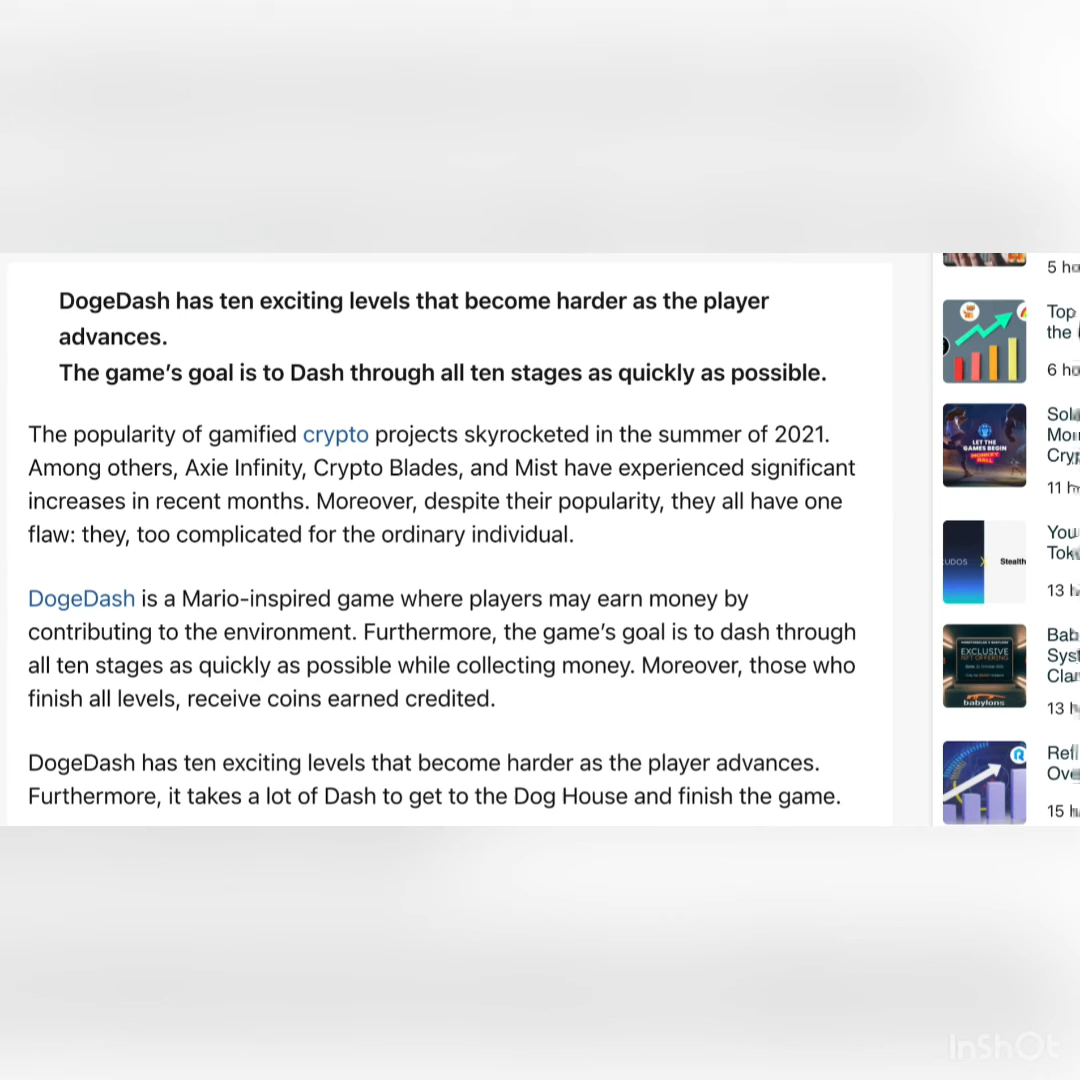 DogeDash has ten exciting levels that become harder as the player
advances.
The game's goal is to Dash through all ten stages as quickly as possible.
The popularity of gamified crypto projects skyrocketed in the summer of 2021.
Among others, Axie Infinity, Crypto Blades, and Mist have experienced significant
increases in recent months. Moreover, despite their popularity, they all have one
flaw: they, too complicated for the ordinary individual.
DogeDash is a Mario-inspired game where players may earn money by
contributing to the environment. Furthermore, the game's goal is to dash through
all ten stages as quickly as possible while collecting money. Moreover, those who
finish all levels, receive coins earned credited.
DogeDash has ten exciting levels that become harder as the player advances.
Furthermore, it takes a lot of Dash to get to the Dog House and finish the game.
5
Top
the
6
LET THE
GAMES BEGIN
MONKEY
BALL
11
UDOS
Stealth
You
13
EXCLUSIVE
NFT OFFERING
babylons
13
15
InShOt